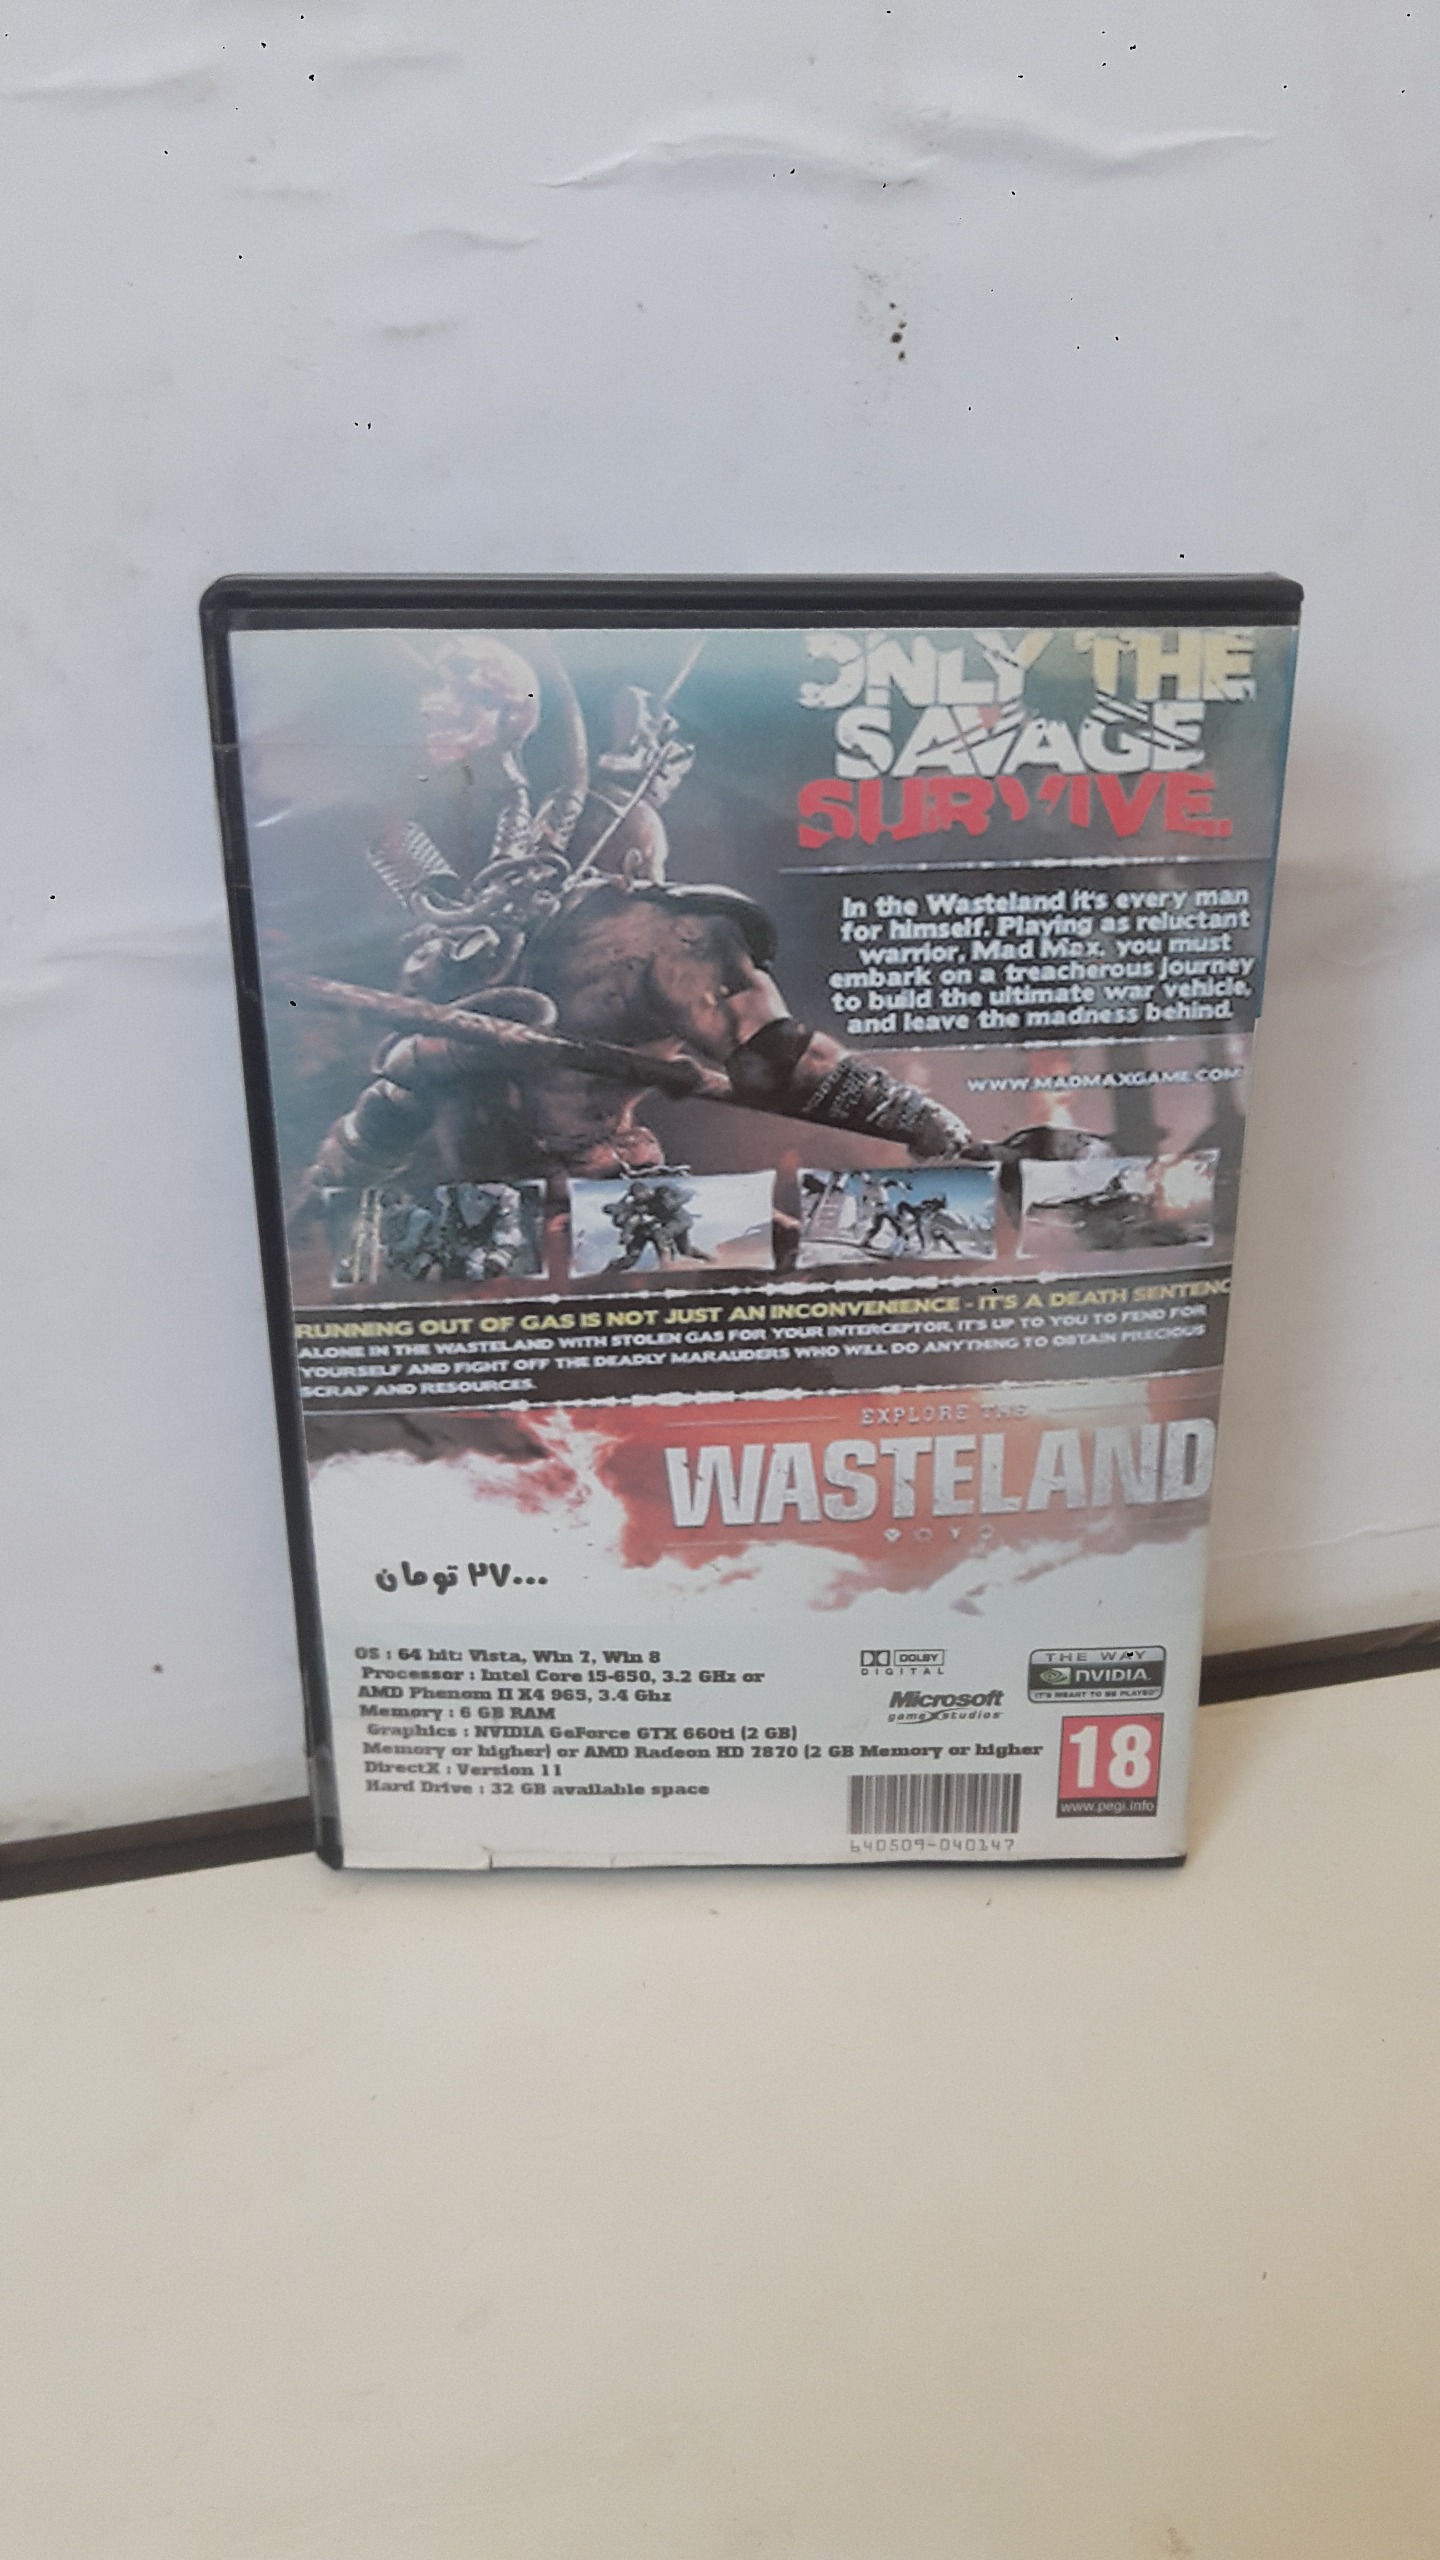 ONLY THE
SAVAGE
SURVIVE.
In the Wasteland it's every man
for himself. Playing as reluctant
warrior, Mad Max, you must
embark on a treacherous journey
to build the ultimate war vehicle,
and leave the madness behind.
WWW.MADMAXGAME.COM
RUNNING OUT OF GAS IS NOT JUST AN INCONVENIENCE - IT'S A DEATH SENTENC
ALONE IN THE WASTELAND WITH STOLEN GAS FOR YOUR INTERCEPTOR, IT'S UP TO YOU TO FEND FOR
YOURSELF AND FIGHT OFF THE DEADLY MARAUDERS WHO WILL DO ANYTHING TO OBTAIN PRECIOUS
SCRAP AND RESOURCES.
EXPLORE THE
WASTELAND
۲۷۰۰۰ تومان
OS : 64 bit: Vista, Win 7, Win 8
Processor : Intel Core i5-650, 3.2 GHz or
AMD Phenom II X4 965, 3.4 Ghz
Memory : 6 GB RAM
Graphics : NVIDIA GeForce GTX 660ti (2 GB)
Memory or higher) or AMD Radeon HD 7870 (2 GB Memory or higher
DirectX : Version 11
Hard Drive : 32 GB available space
DOLBY
DIGITAL
Microsoft
game studios
THE WAY
NVIDIA.
IT'S MEANT TO BE PLAYED
18
www.pegi.info
640509-040147